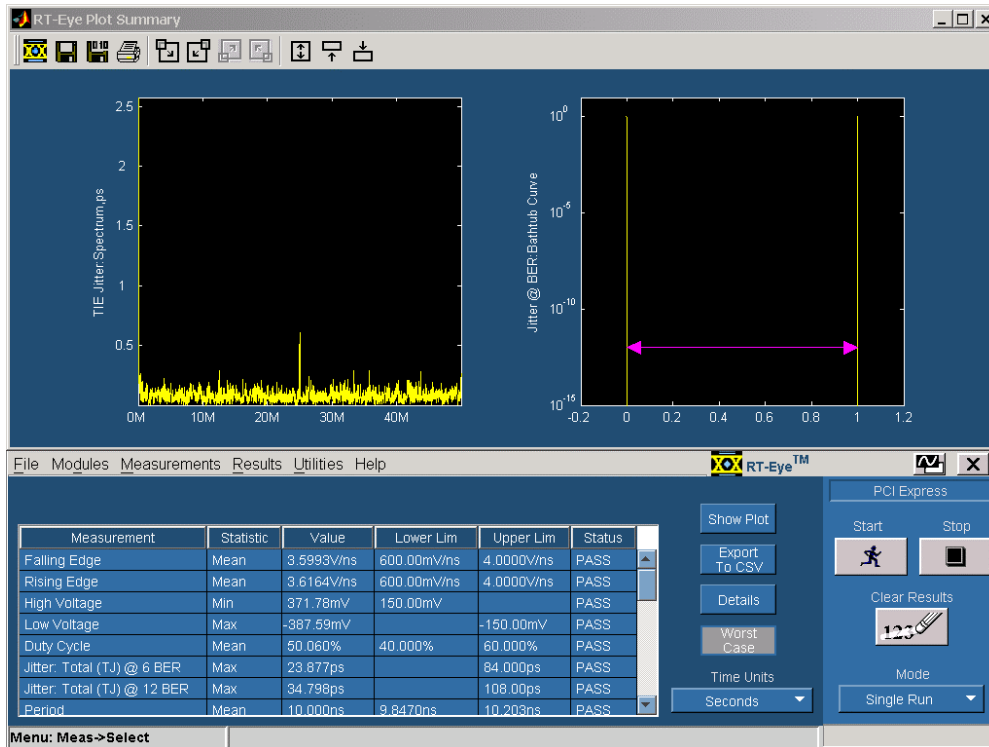 RT-Eye Plot Summary
2.5
2
1.5
1
0.5
TIE Jitter:Spectrum,ps
0M 10M 20M 30M 40M
10^0
10^-5
10^-10
10^-16
Jitter @ BER:Bathtub Curve
-0.2 0 0.2 0.4 0.6 0.8 1 1.2
File Modules Measurements Results Utilities Help
RT-Eye™
PCI Express
Measurement Statistic Value Lower Lim Upper Lim Status
Falling Edge Mean 3.5993V/ns 600.00mV/ns 4.0000V/ns PASS
Rising Edge Mean 3.6164V/ns 600.00mV/ns 4.0000V/ns PASS
High Voltage Min 371.78mV 150.00mV PASS
Low Voltage Max -387.59mV -150.00mV PASS
Duty Cycle Mean 50.060% 40.000% 60.000% PASS
Jitter: Total (TJ) @ 6 BER Max 23.877ps 84.000ps PASS
Jitter: Total (TJ) @ 12 BER Max 34.798ps 108.00ps PASS
Period Mean 10.000ns 9.8470ns 10.203ns PASS
Show Plot
Export
To CSV
Details
Worst
Case
Time Units
Seconds
Start Stop
Clear Results
123
Mode
Single Run
Menu: Meas->Select